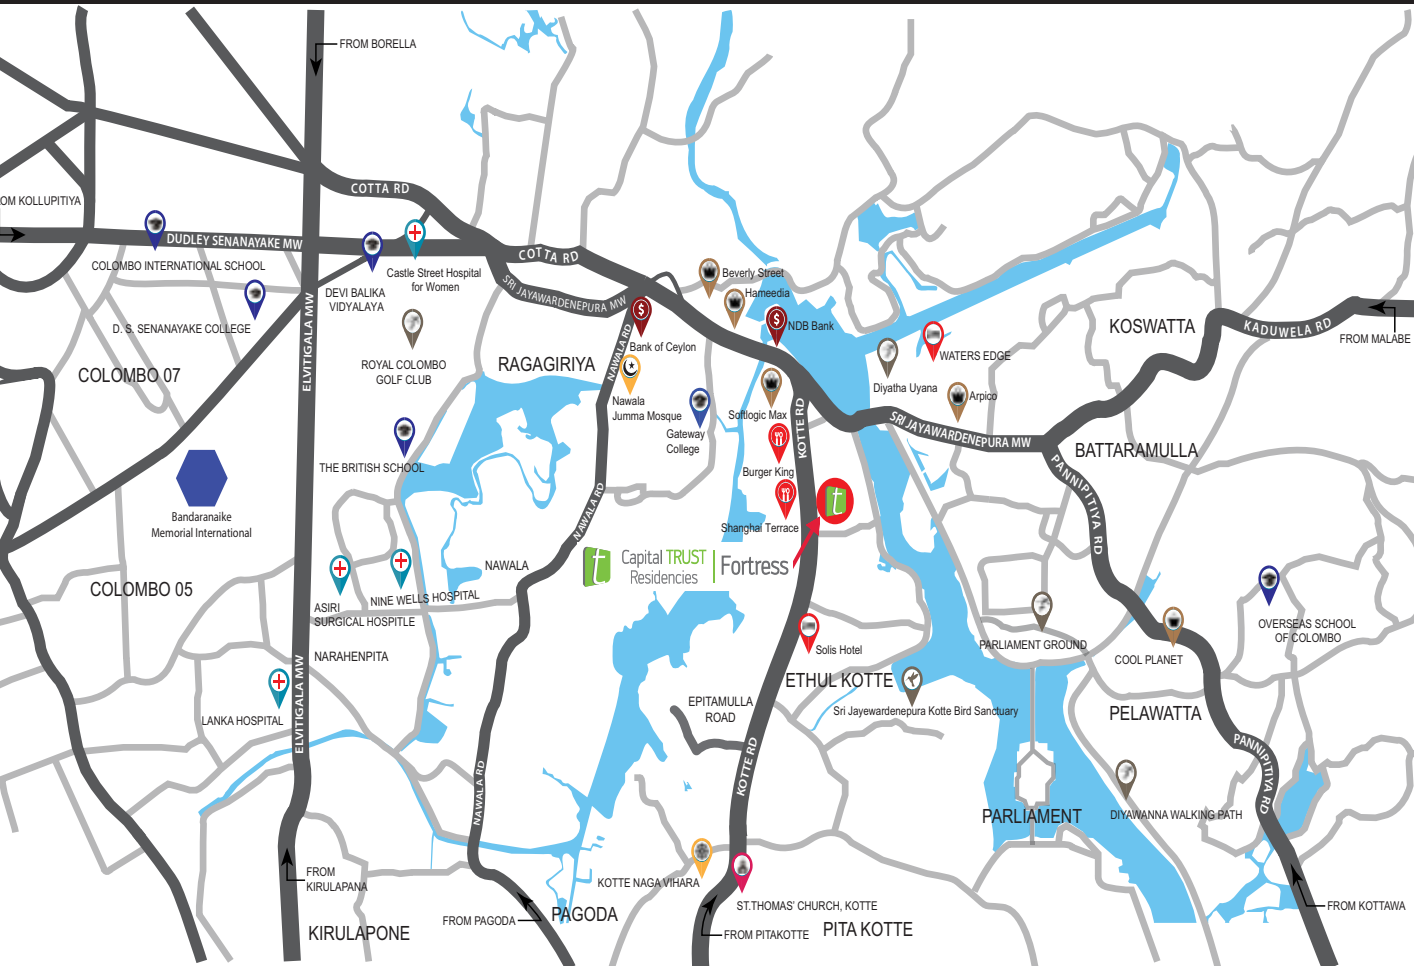 FROM BORELLA
COTTA RD
OM KOLLUPITIYA
DUDLEY SENANAYAKE MW
COLOMBO INTERNATIONAL SCHOOL
Castle Street Hospital
for Women
COTTA RD
SRI JAYAWARDENEPURA MW
Beverly Street
Hameedia
DEVI BALIKA
VIDYALAYA
D. S. SENANAYAKE COLLEGE
ELVITIGALA MW
NDB Bank
KOSWATTA
KADUWELA RD
FROM MALABE
Bank of Ceylon
NAWALA RD
WATERS EDGE
ROYAL COLOMBO
GOLF CLUB
RAGAGIRIYA
COLOMBO 07
Diyatha Uyana
Arpico
Nawala
Jumma Mosque
Softlogic Max
KOTTE RD
SRI JAYAWARDENEPURA MW
Gateway
College
BATTARAMULLA
THE BRITISH SCHOOL
Burger King
PANNIPITIYA RD
Bandaranaike
Memorial International
NAWALA RD
Shanghai Terrace
t
t
Capital TRUST
Residencies
Fortress
NAWALA
COLOMBO 05
NINE WELLS HOSPITAL
ASIRI
SURGICAL HOSPITLE
OVERSEAS SCHOOL
OF COLOMBO
PARLIAMENT GROUND
Solis Hotel
NARAHENPITA
COOL PLANET
ETHUL KOTTE
ELVITIGALA MW
LANKA HOSPITAL
EPITAMULLA
ROAD
Sri Jayewardenepura Kotte Bird Sanctuary
PELAWATTA
KOTTE RD
PANNIPITIYA RD
NAWALA RD
PARLIAMENT
DIYAWANNA WALKING PATH
FROM
KIRULAPANA
KOTTE NAGA VIHARA
ST.THOMAS' CHURCH, KOTTE
FROM KOTTAWA
FROM PAGODA
PAGODA
KIRULAPONE
FROM PITAKOTTE
PITA KOTTE